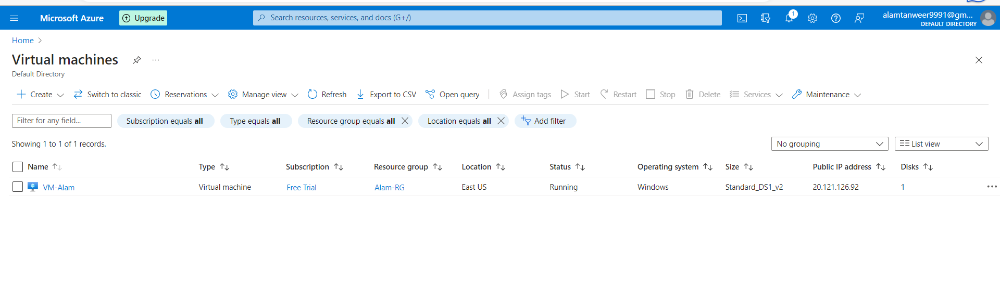 Microsoft Azure Upgrade Search resources, services, and docs (G+/) 1 alamtanweer9991@gm...
DEFAULT DIRECTORY
Home >
Virtual machines ...
Default Directory
Create Switch to classic Reservations Manage view Refresh Export to CSV Open query Assign tags Start Restart Stop Delete Services Maintenance
Filter for any field... Subscription equals all Type equals all Resource group equals all Location equals all Add filter
Showing 1 to 1 of 1 records. No grouping List view
Name Type Subscription Resource group Location Status Operating system Size Public IP address Disks
VM-Alam Virtual machine Free Trial Alam-RG East US Running Windows Standard_DS1_v2 20.121.126.92 1 ...